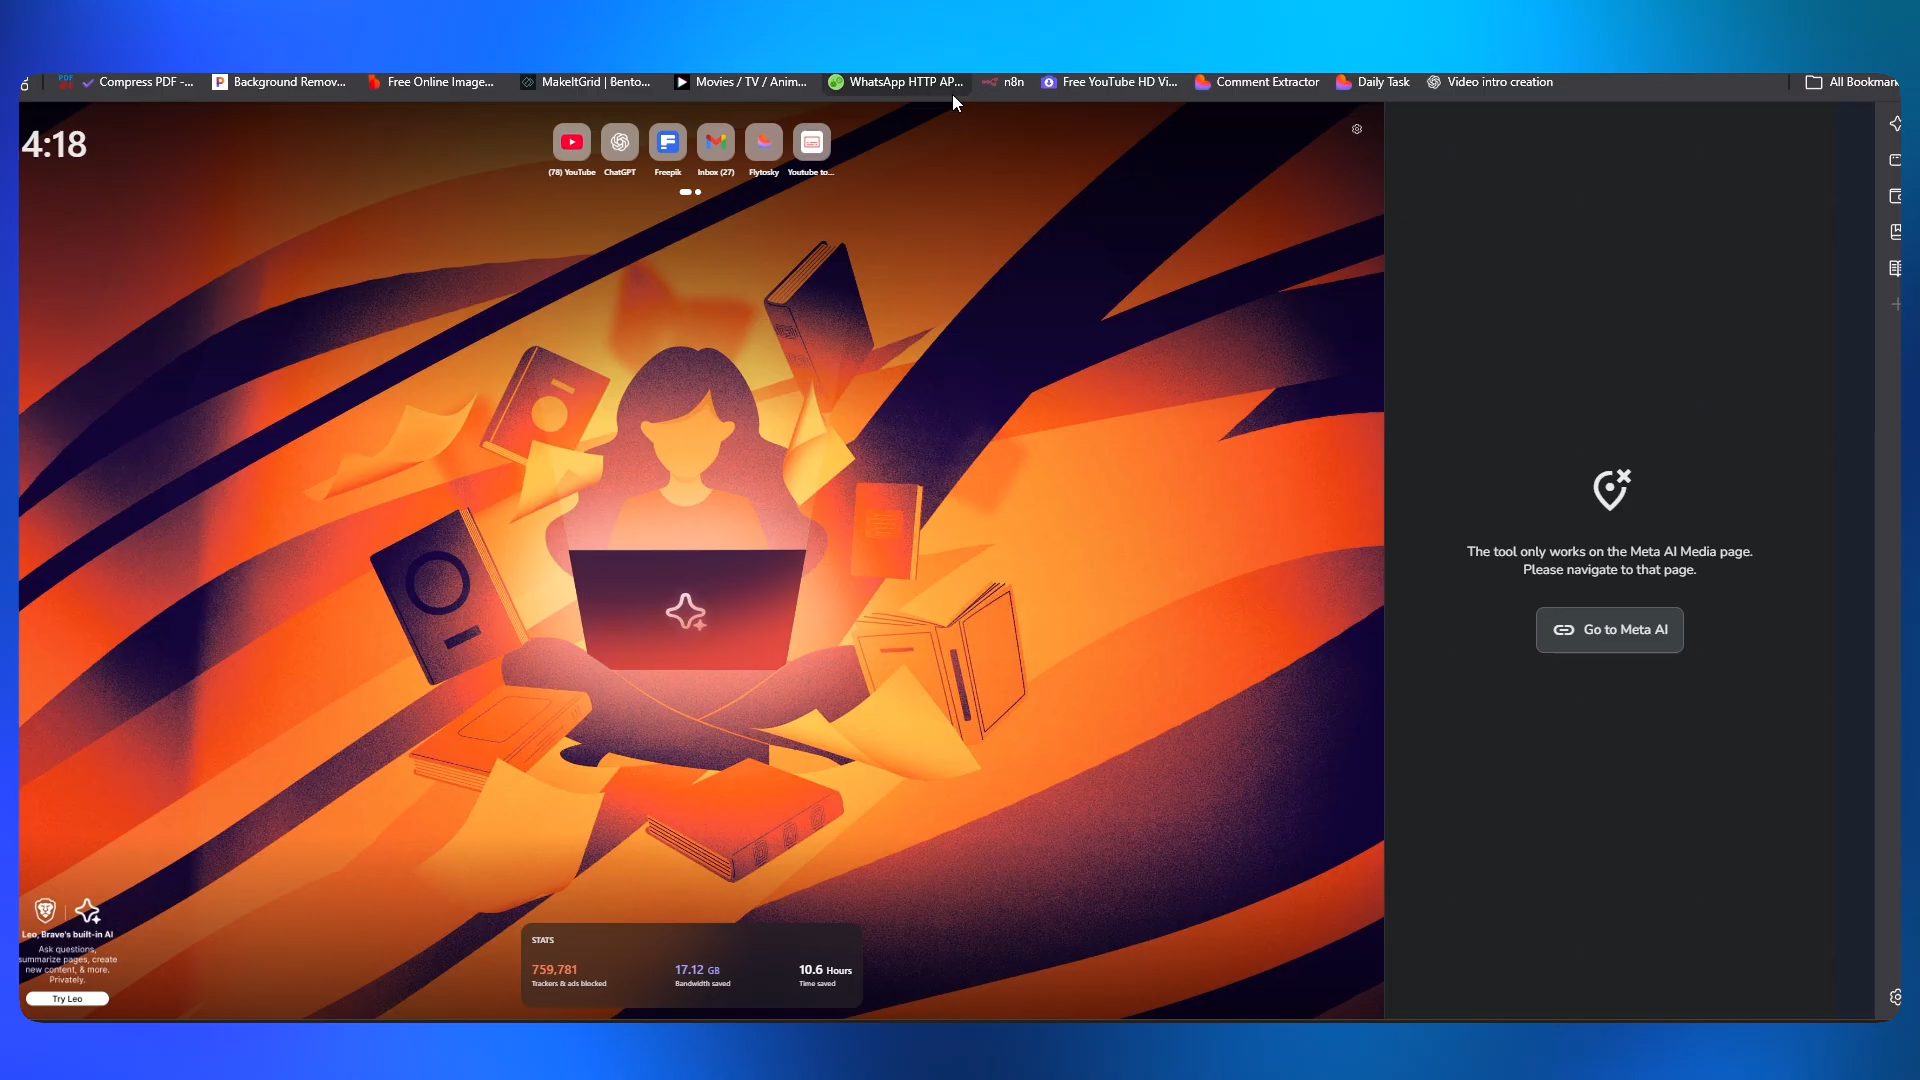 Compress PDF -...
Background Remov...
Free Online Image...
MakeItGrid | Bento...
Movies / TV / Anim...
WhatsApp HTTP AP...
n8n
Free YouTube HD Vi...
Comment Extractor
Daily Task
Video intro creation
All Bookmark
4:18
(78) YouTube
ChatGPT
Freepik
Inbox (27)
Flytosky
Youtube to...
The tool only works on the Meta AI Media page.
Please navigate to that page.
Go to Meta AI
Leo, Brave's built-in AI
Ask questions,
summarize pages, create
new content, & more.
Privately.
Try Leo
STATS
759,781
Trackers & ads blocked
17.12 GB
Bandwidth saved
10.6 Hours
Time saved